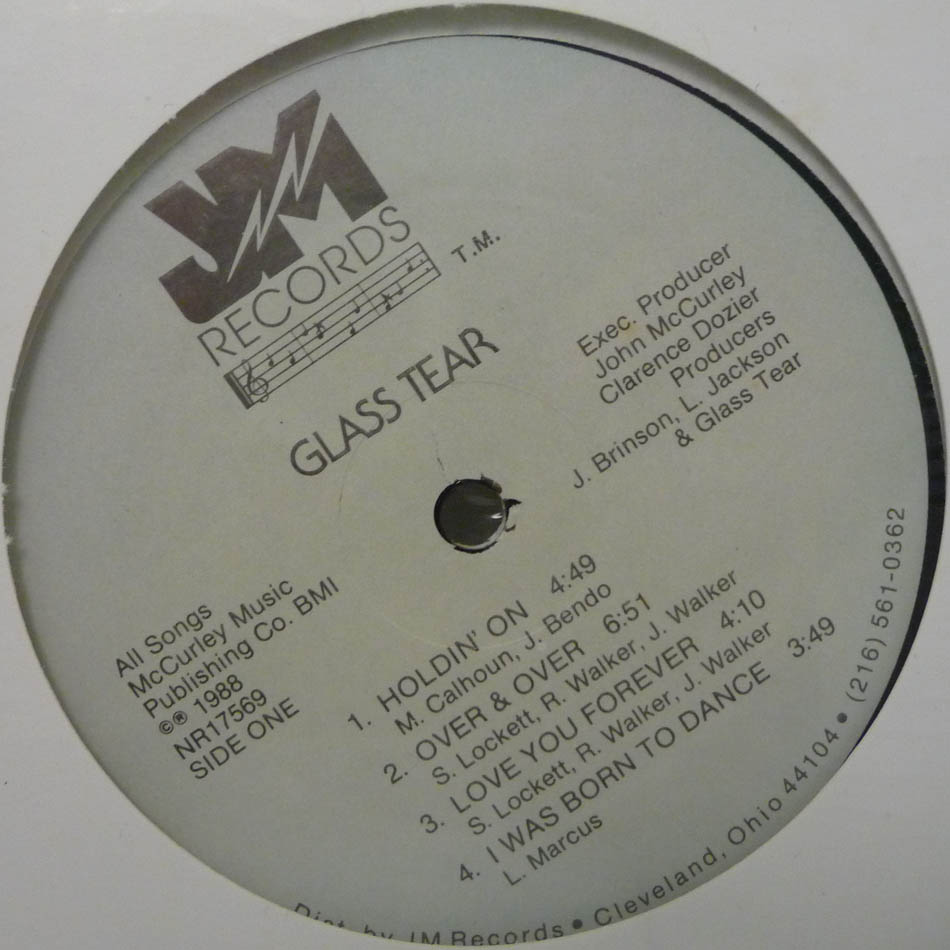 JM
RECORDS
T.M.
GLASS TEAR
Exec. Producer
John McCurley
Clarence Dozier
Producers
J. Brinson, L. Jackson
& Glass Tear
All Songs
McCurley Music
Publishing Co. BMI
©® 1988
NR17569
SIDE ONE
1. HOLDIN' ON 4:49
M. Calhoun, J. Bendo
2. OVER & OVER 6:51
S. Lockett, R. Walker, J. Walker
3. LOVE YOU FOREVER 4:10
S. Lockett, R. Walker, J. Walker
4. I WAS BORN TO DANCE 3:49
L. Marcus
Dist. by JM Records • Cleveland, Ohio 44104 • (216) 561-0362